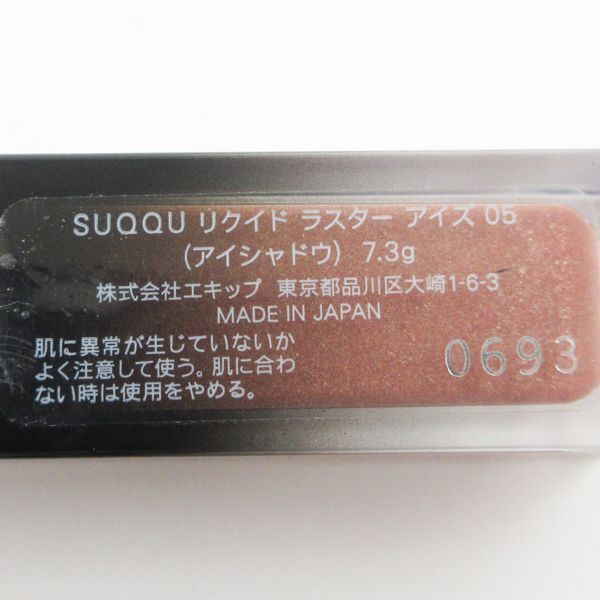 SUQQU リクイド ラスター アイズ 05
(アイシャドウ) 7.3g
株式会社エキップ 東京都品川区大崎1-6-3
MADE IN JAPAN
肌に異常が生じていないか
よく注意して使う。肌に合わ
ない時は使用をやめる。
0693